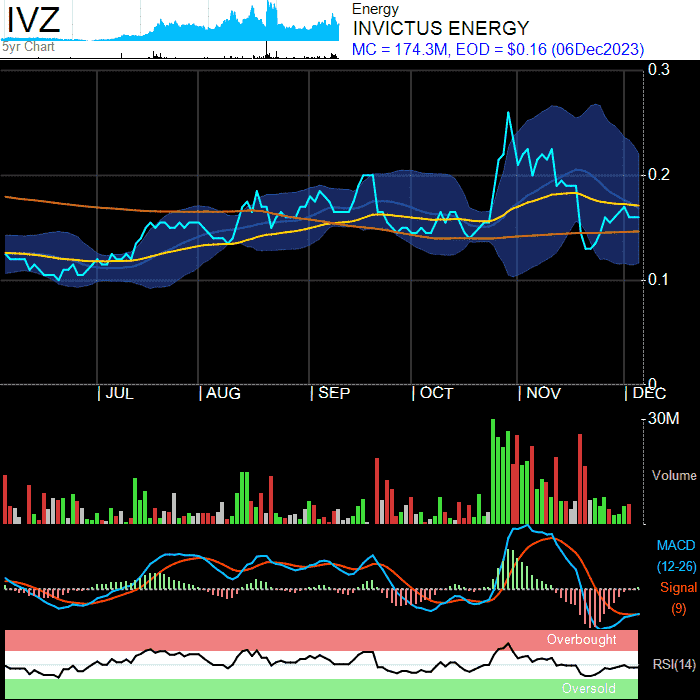 IVZ
5yr Chart
Energy
INVICTUS ENERGY
MC = 174.3M, EOD = $0.16 (06Dec2023)
0.3
0.2
0.1
0
| JUL | AUG | SEP | OCT | NOV | DEC
30M
Volume
MACD
(12-26)
Signal
(9)
Overbought
RSI(14)
Oversold